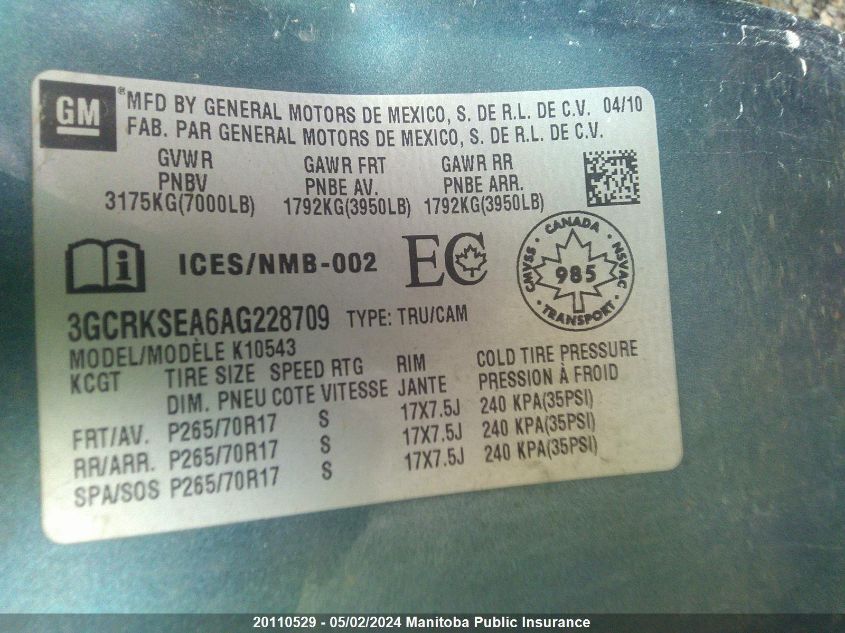 GM
MFD BY GENERAL MOTORS DE MEXICO, S. DE R.L. DE C.V. 04/10
FAB. PAR GENERAL MOTORS DE MEXICO, S. DE R.L. DE C.V.
GVWR GAWR FRT GAWR RR
PNBV PNBE AV. PNBE ARR.
3175KG(7000LB) 1792KG(3950LB) 1792KG(3950LB)
ICES/NMB-002 EC
CANADA
CMVSS 985 NSVAC
TRANSPORT
3GCRKSEA6AG228709 TYPE: TRU/CAM
MODEL/MODÈLE K10543
KCGT TIRE SIZE SPEED RTG RIM COLD TIRE PRESSURE
DIM. PNEU COTE VITESSE JANTE PRESSION À FROID
FRT/AV. P265/70R17 S 17X7.5J 240 KPA(35PSI)
RR/ARR. P265/70R17 S 17X7.5J 240 KPA(35PSI)
SPA/SOS P265/70R17 S 17X7.5J 240 KPA(35PSI)
20110529 - 05/02/2024 Manitoba Public Insurance